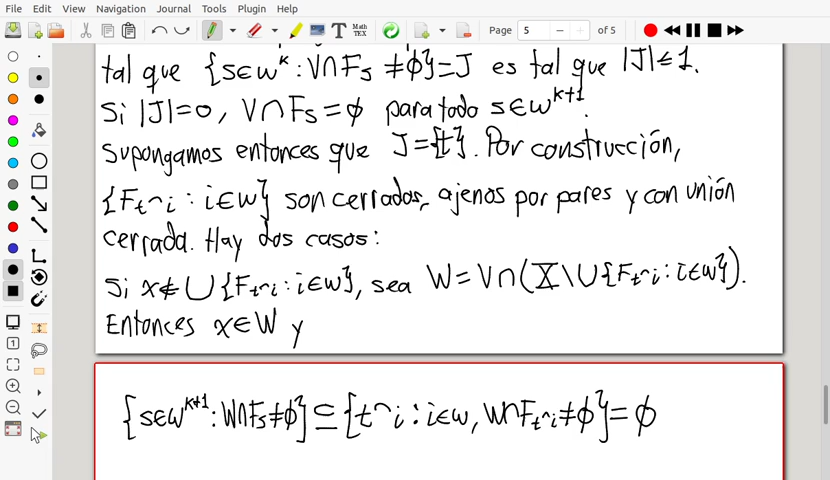 File Edit View Navigation Journal Tools Plugin Help
Math TEX Page 5 of 5
tal que {s∈ω^k : V∩F_s ≠ ∅} = J es tal que |J| ≤ 1.
Si |J|=0, V∩F_s = ∅ para todo s∈ω^{k+1}.
Supongamos entonces que J={t}. Por construcción,
{F_{t⌢i} : i∈ω} son cerrados, ajenos por pares y con unión
cerrada. Hay dos casos:
Si x∉∪{F_{t⌢i} : i∈ω}, sea W=V∩(X\∪{F_{t⌢i} : i∈ω}).
Entonces x∈W y
{s∈ω^{k+1} : W∩F_s ≠ ∅} ⊆ {t⌢i : i∈ω, W∩F_{t⌢i} ≠ ∅} = ∅